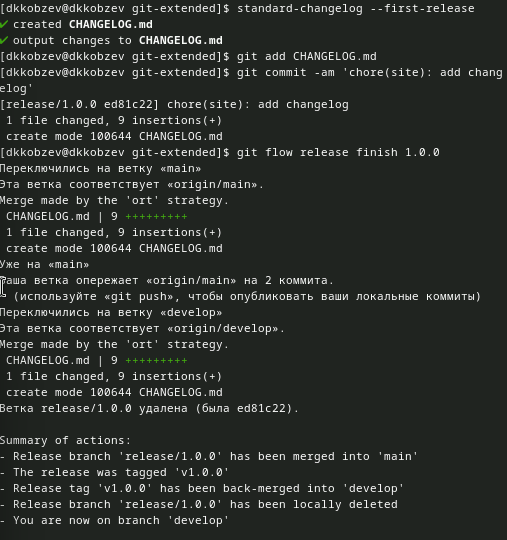 [dkkobzev@dkkobzev git-extended]$ standard-changelog --first-release
✔ created CHANGELOG.md
✔ output changes to CHANGELOG.md
[dkkobzev@dkkobzev git-extended]$ git add CHANGELOG.md
[dkkobzev@dkkobzev git-extended]$ git commit -am 'chore(site): add chang
elog'
[release/1.0.0 ed81c22] chore(site): add changelog
 1 file changed, 9 insertions(+)
 create mode 100644 CHANGELOG.md
[dkkobzev@dkkobzev git-extended]$ git flow release finish 1.0.0
Переключились на ветку «main»
Эта ветка соответствует «origin/main».
Merge made by the 'ort' strategy.
 CHANGELOG.md | 9 +++++++++
 1 file changed, 9 insertions(+)
 create mode 100644 CHANGELOG.md
Уже на «main»
Ваша ветка опережает «origin/main» на 2 коммита.
  (используйте «git push», чтобы опубликовать ваши локальные коммиты)
Переключились на ветку «develop»
Эта ветка соответствует «origin/develop».
Merge made by the 'ort' strategy.
 CHANGELOG.md | 9 +++++++++
 1 file changed, 9 insertions(+)
 create mode 100644 CHANGELOG.md
Ветка release/1.0.0 удалена (была ed81c22).

Summary of actions:
- Release branch 'release/1.0.0' has been merged into 'main'
- The release was tagged 'v1.0.0'
- Release tag 'v1.0.0' has been back-merged into 'develop'
- Release branch 'release/1.0.0' has been locally deleted
- You are now on branch 'develop'